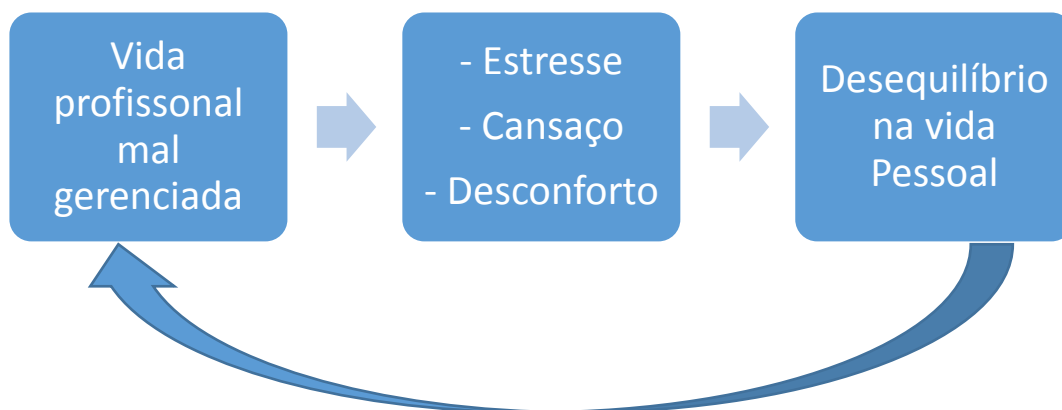 Vida
profissonal
mal
gerenciada
- Estresse
- Cansaço
- Desconforto
Desequilíbrio
na vida
Pessoal